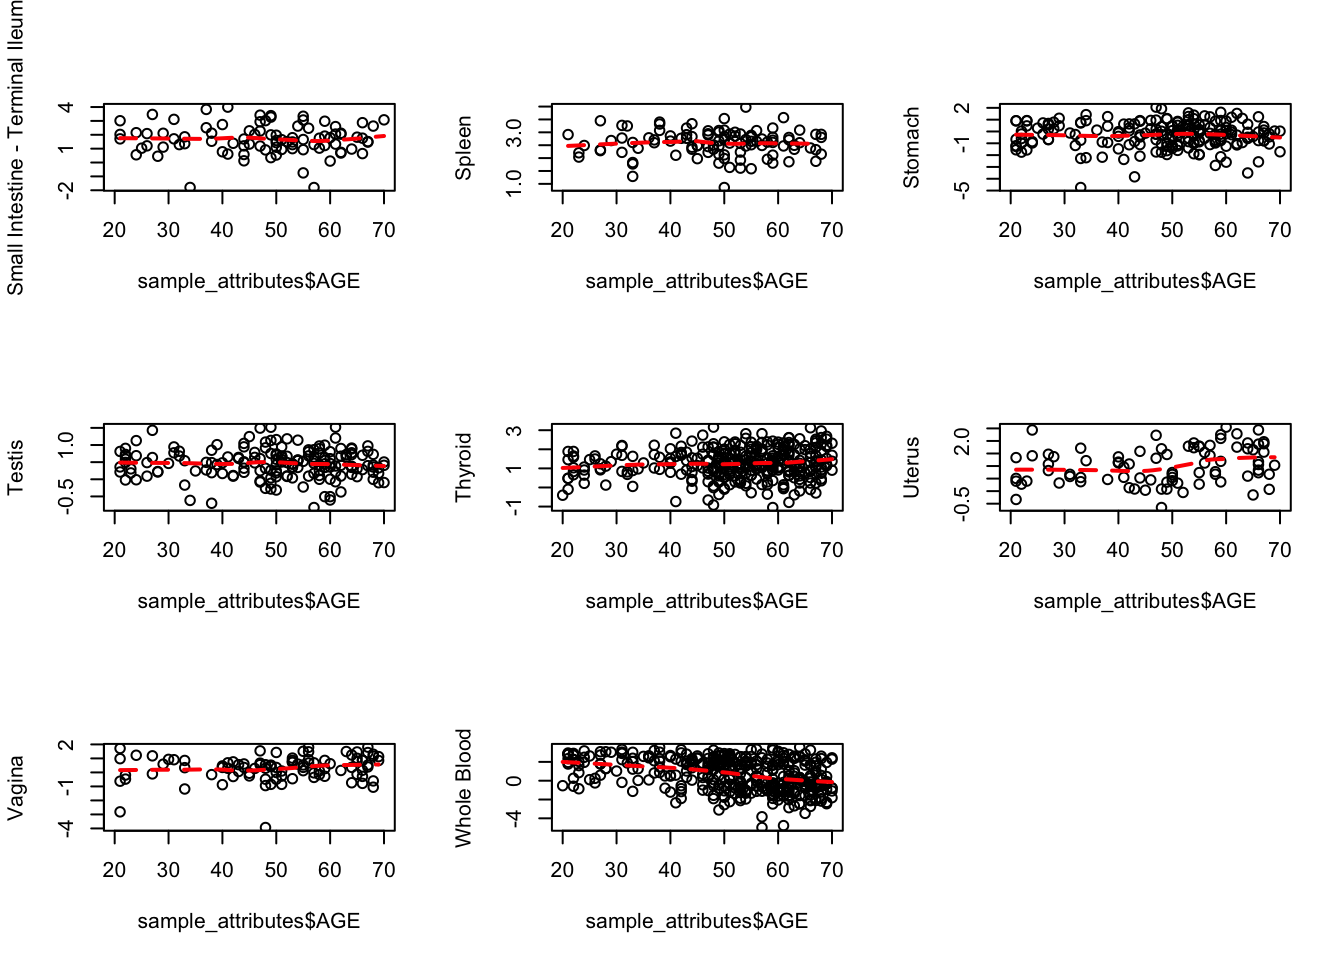 Small Intestine - Terminal Ileum
4
1
-2
20 30 40 50 60 70
sample_attributes$AGE
Spleen
3.0
1.0
20 30 40 50 60 70
sample_attributes$AGE
Stomach
2
-1
-5
20 30 40 50 60 70
sample_attributes$AGE
Testis
1.0
-0.5
20 30 40 50 60 70
sample_attributes$AGE
Thyroid
3
1
-1
20 30 40 50 60 70
sample_attributes$AGE
Uterus
2.0
-0.5
20 30 40 50 60 70
sample_attributes$AGE
Vagina
2
-1
-4
20 30 40 50 60 70
sample_attributes$AGE
Whole Blood
0
-4
20 30 40 50 60 70
sample_attributes$AGE